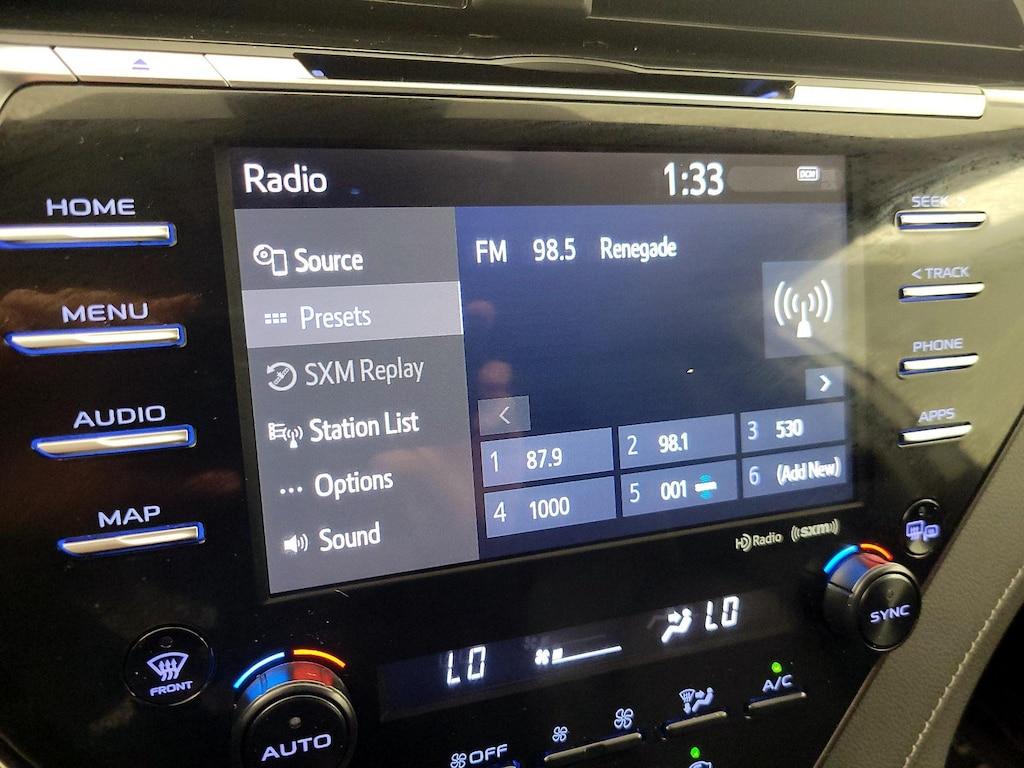 Radio
1:33
DCM
HOME
MENU
AUDIO
MAP
Source
Presets
SXM Replay
Station List
Options
Sound
FM 98.5 Renegade
<
>
1 87.9
2 98.1
3 530
4 1000
5 001
6 (Add New)
HD Radio
sxm
SEEK >
< TRACK
PHONE
APPS
FRONT
AUTO
LO
LO
SYNC
A/C
OFF